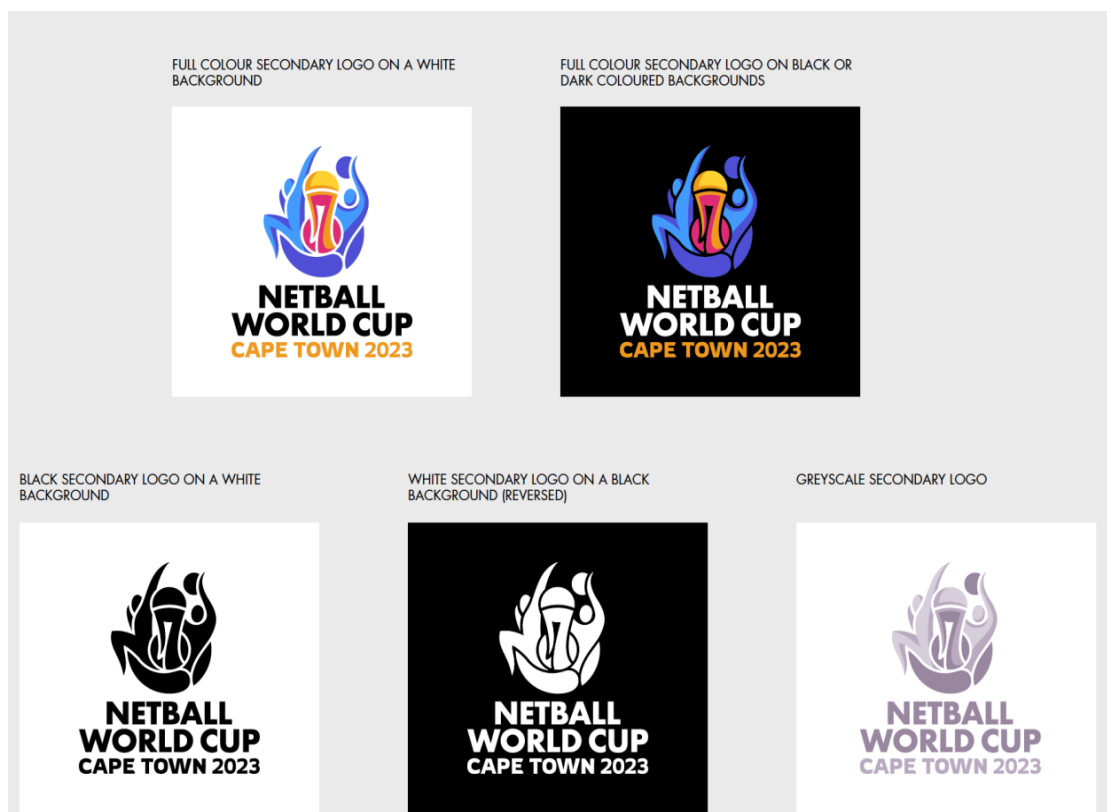 FULL COLOUR SECONDARY LOGO ON A WHITE
BACKGROUND
FULL COLOUR SECONDARY LOGO ON BLACK OR
DARK COLOURED BACKGROUNDS
NETBALL
WORLD CUP
CAPE TOWN 2023
NETBALL
WORLD CUP
CAPE TOWN 2023
BLACK SECONDARY LOGO ON A WHITE
BACKGROUND
WHITE SECONDARY LOGO ON A BLACK
BACKGROUND (REVERSED)
GREYSCALE SECONDARY LOGO
NETBALL
WORLD CUP
CAPE TOWN 2023
NETBALL
WORLD CUP
CAPE TOWN 2023
NETBALL
WORLD CUP
CAPE TOWN 2023